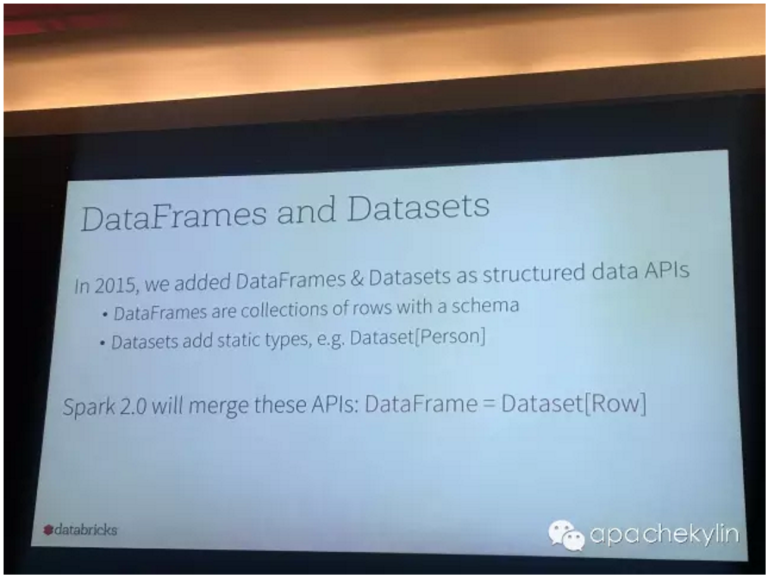 DataFrames and Datasets
In 2015, we added DataFrames & Datasets as structured data APIs
• DataFrames are collections of rows with a schema
• Datasets add static types, e.g. Dataset[Person]
Spark 2.0 will merge these APIs: DataFrame = Dataset[Row]
databricks
apachekylin